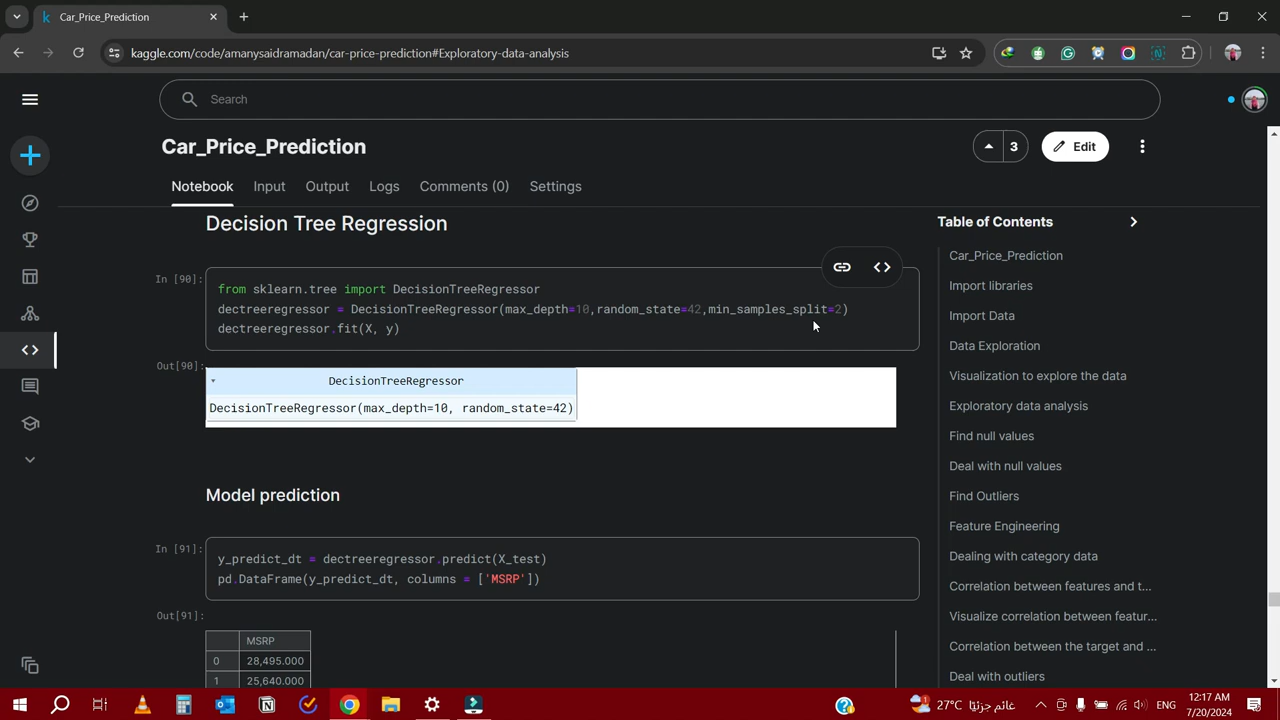 Car_Price_Prediction
kaggle.com/code/amanysaidramadan/car-price-prediction#Exploratory-data-analysis
Search
Car_Price_Prediction
3
Edit
Notebook Input Output Logs Comments (0) Settings
Decision Tree Regression
In [90]:
from sklearn.tree import DecisionTreeRegressor
dectreeregressor = DecisionTreeRegressor(max_depth=10,random_state=42,min_samples_split=2)
dectreeregressor.fit(X, y)
Out[90]:
DecisionTreeRegressor
DecisionTreeRegressor(max_depth=10, random_state=42)
Model prediction
In [91]:
y_predict_dt = dectreeregressor.predict(X_test)
pd.DataFrame(y_predict_dt, columns = ['MSRP'])
Out[91]:
MSRP
0 28,495.000
1 25,640.000
Table of Contents
Car_Price_Prediction
Import libraries
Import Data
Data Exploration
Visualization to explore the data
Exploratory data analysis
Find null values
Deal with null values
Find Outliers
Feature Engineering
Dealing with category data
Correlation between features and t...
Visualize correlation between featur...
Correlation between the target and ...
Deal with outliers
27°C غائم جزئيًا
ENG
12:17 AM
7/20/2024